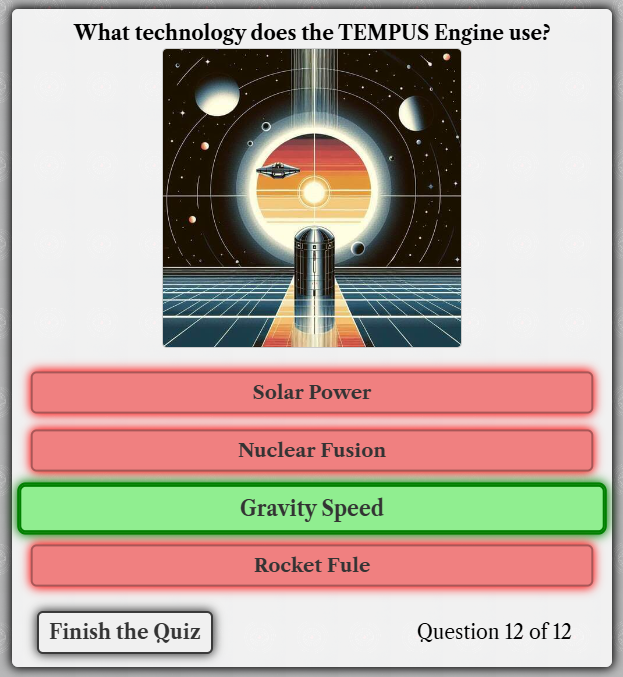 What technology does the TEMPUS Engine use?
Solar Power
Nuclear Fusion
Gravity Speed
Rocket Fule
Finish the Quiz
Question 12 of 12